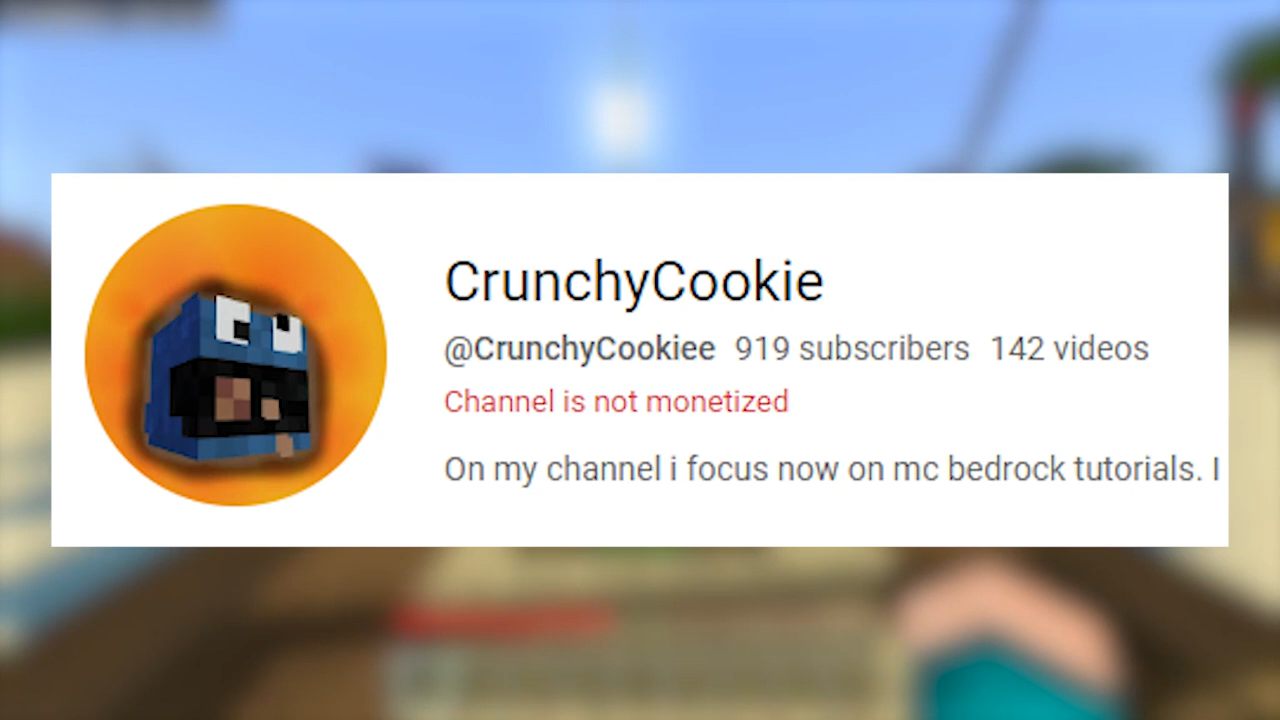 CrunchyCookie
@CrunchyCookiee 919 subscribers 142 videos
Channel is not monetized
On my channel i focus now on mc bedrock tutorials. I